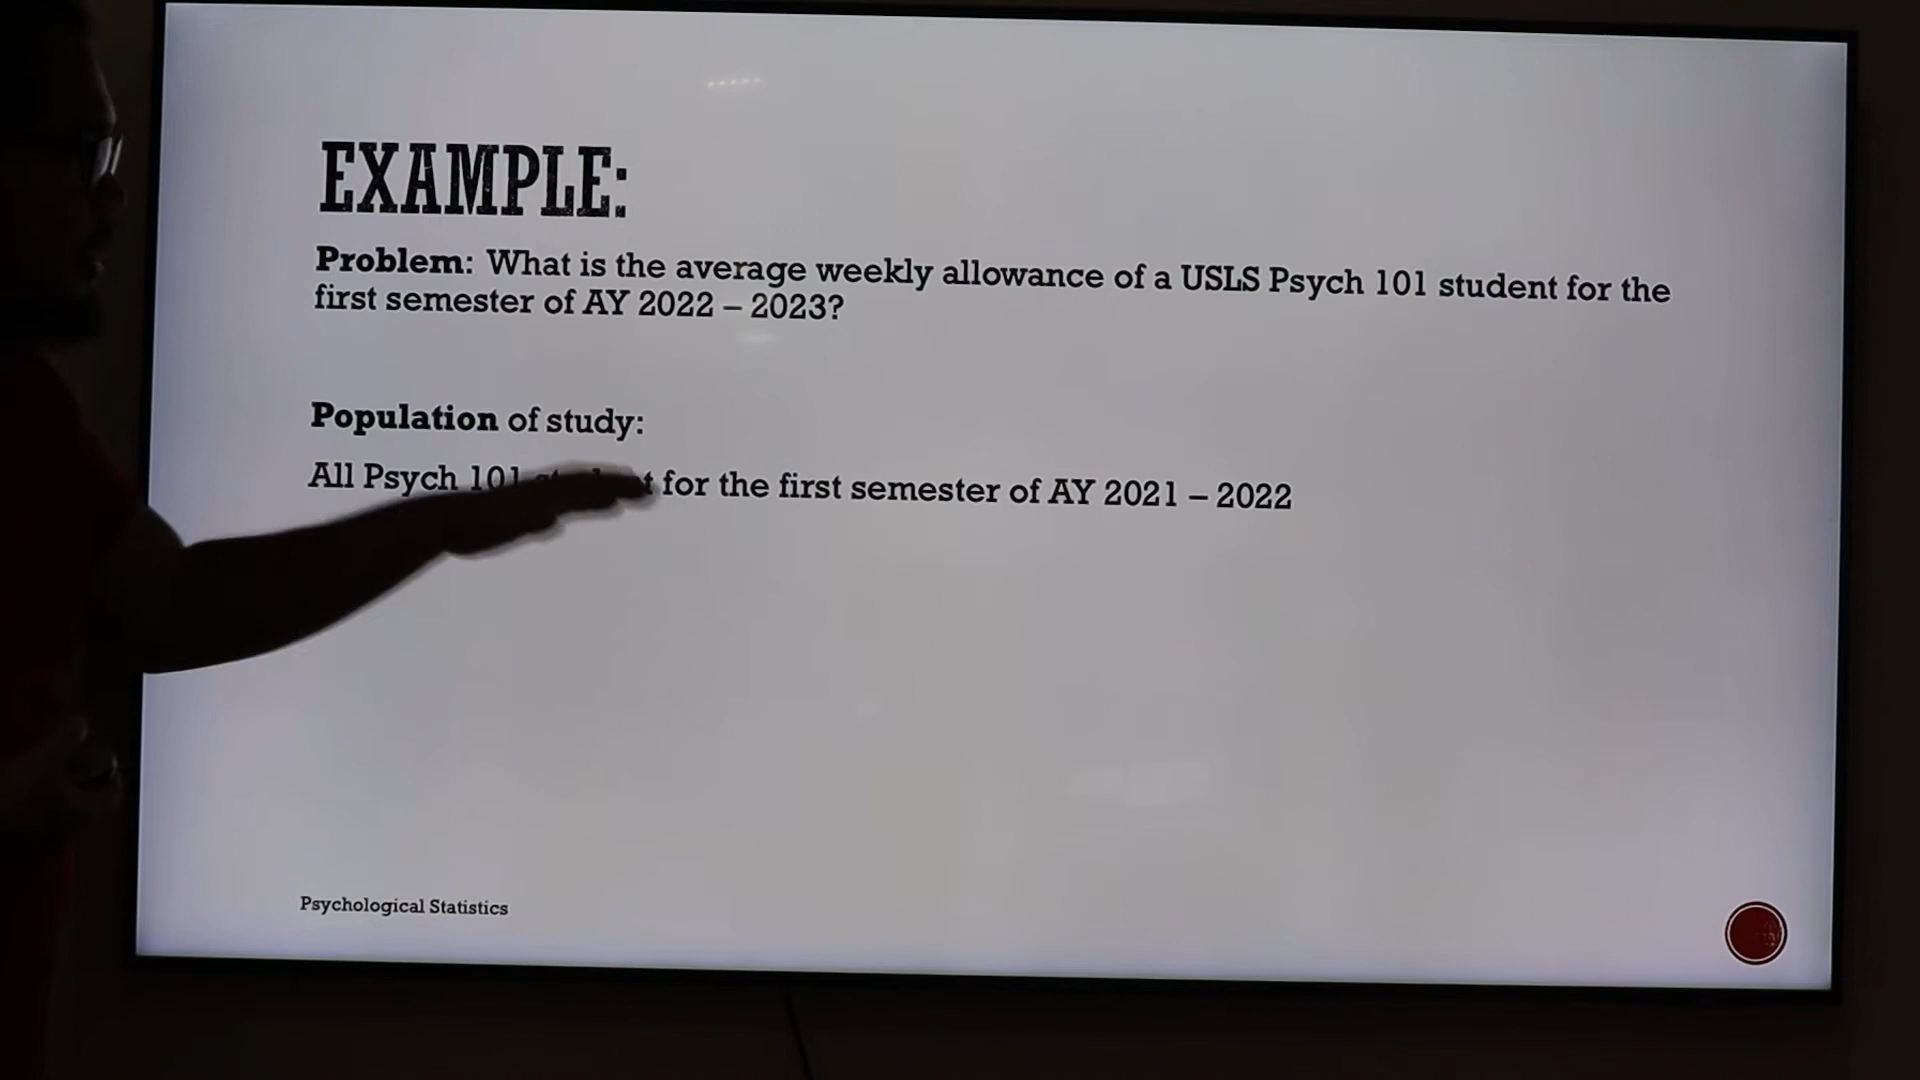 EXAMPLE:
Problem: What is the average weekly allowance of a USLS Psych 101 student for the
first semester of AY 2022 – 2023?
Population of study:
All Psych 101 for the first semester of AY 2021 – 2022
Psychological Statistics